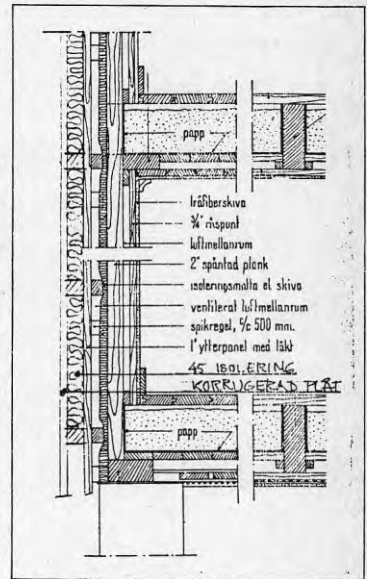 papp
träfiberskiva
3/4" råspunt
luftmellanrum
2" spåntad plank
isoleringsmatta el skiva
ventilerat luftmellanrum
spikregel, c/c 500 mm.
1" ytterpanel med läkt
45 ISOLERING
KORRUGERAD PLÅT
papp